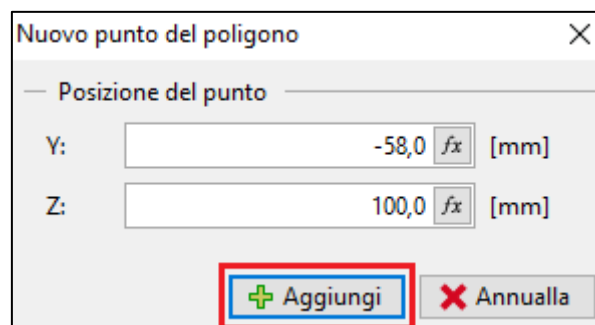 Nuovo punto del poligono
Posizione del punto
Y: -58,0 fx [mm]
Z: 100,0 fx [mm]
Aggiungi Annulla